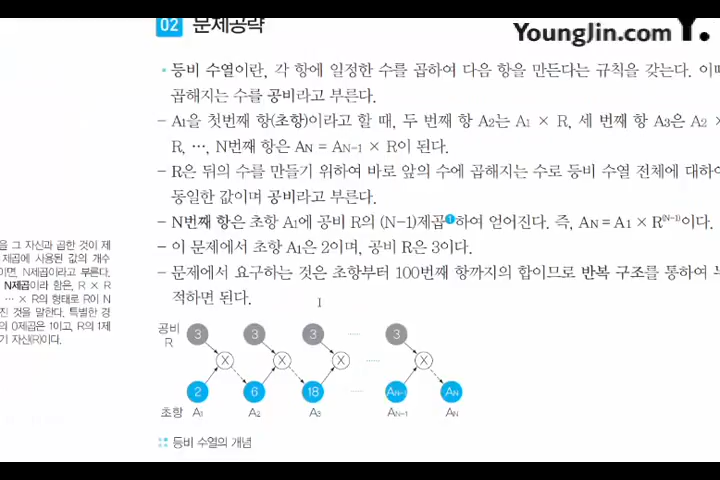 02 문제공략
YoungJin.com Y.
• 등비 수열이란, 각 항에 일정한 수를 곱하여 다음 항을 만든다는 규칙을 갖는다. 이때
곱해지는 수를 공비라고 부른다.
– A1을 첫번째 항(초항)이라고 할 때, 두 번째 항 A2는 A1 × R, 세 번째 항 A3은 A2 ×
R, …, N번째 항은 AN = AN-1 × R이 된다.
– R은 뒤의 수를 만들기 위하여 바로 앞의 수에 곱해지는 수로 등비 수열 전체에 대하여
동일한 값이며 공비라고 부른다.
– N번째 항은 초항 A1에 공비 R의 (N-1)제곱❶하여 얻어진다. 즉, AN = A1 × R(N-1)이다.
– 이 문제에서 초항 A1은 2이며, 공비 R은 3이다.
– 문제에서 요구하는 것은 초항부터 100번째 항까지의 합이므로 반복 구조를 통하여
적하면 된다.
을 그 자신과 곱한 것이 제
제곱에 사용된 값의 개수
이면, N제곱이라고 부른다.
N제곱이라 함은, R × R
… × R의 형태로 R이 N
진 것을 말한다. 특별한 경
의 0제곱은 1이고, R의 1제
기 자신(R)이다.
공비 R 3 3 3 …… 3
X X X …… X
2 6 18 …… AN-1 AN
초항 A1 A2 A3 AN-1 AN
등비 수열의 개념